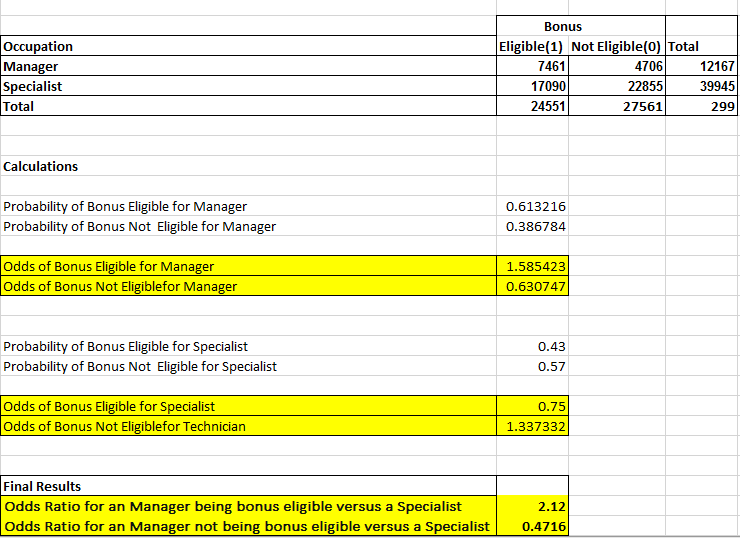 Bonus
Occupation Eligible(1) Not Eligible(0) Total
Manager 7461 4706 12167
Specialist 17090 22855 39945
Total 24551 27561 299
Calculations
Probability of Bonus Eligible for Manager 0.613216
Probability of Bonus Not Eligible for Manager 0.386784
Odds of Bonus Eligible for Manager 1.585423
Odds of Bonus Not Eligiblefor Manager 0.630747
Probability of Bonus Eligible for Specialist 0.43
Probability of Bonus Not Eligible for Specialist 0.57
Odds of Bonus Eligible for Specialist 0.75
Odds of Bonus Not Eligiblefor Technician 1.337332
Final Results
Odds Ratio for an Manager being bonus eligible versus a Specialist 2.12
Odds Ratio for an Manager not being bonus eligible versus a Specialist 0.4716